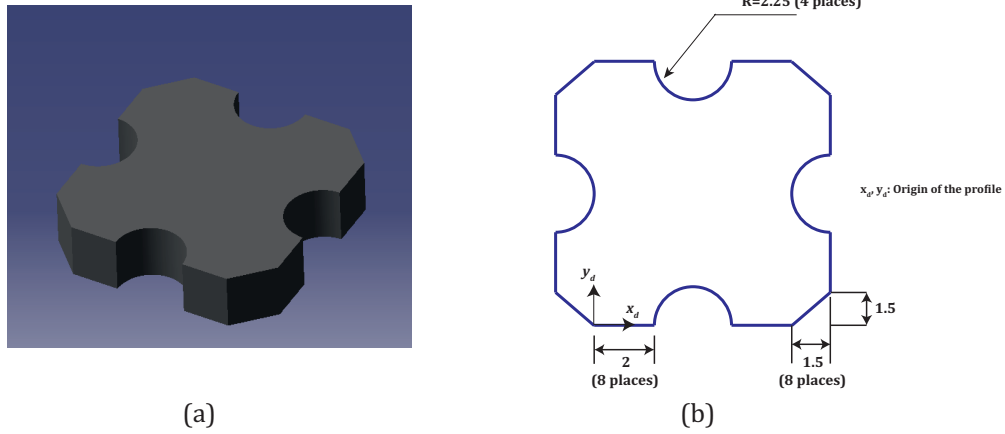 R=2.25 (4 places)
x_d, y_d: Origin of the profile
y_d
x_d
1.5
2
(8 places)
1.5
(8 places)
(a)
(b)